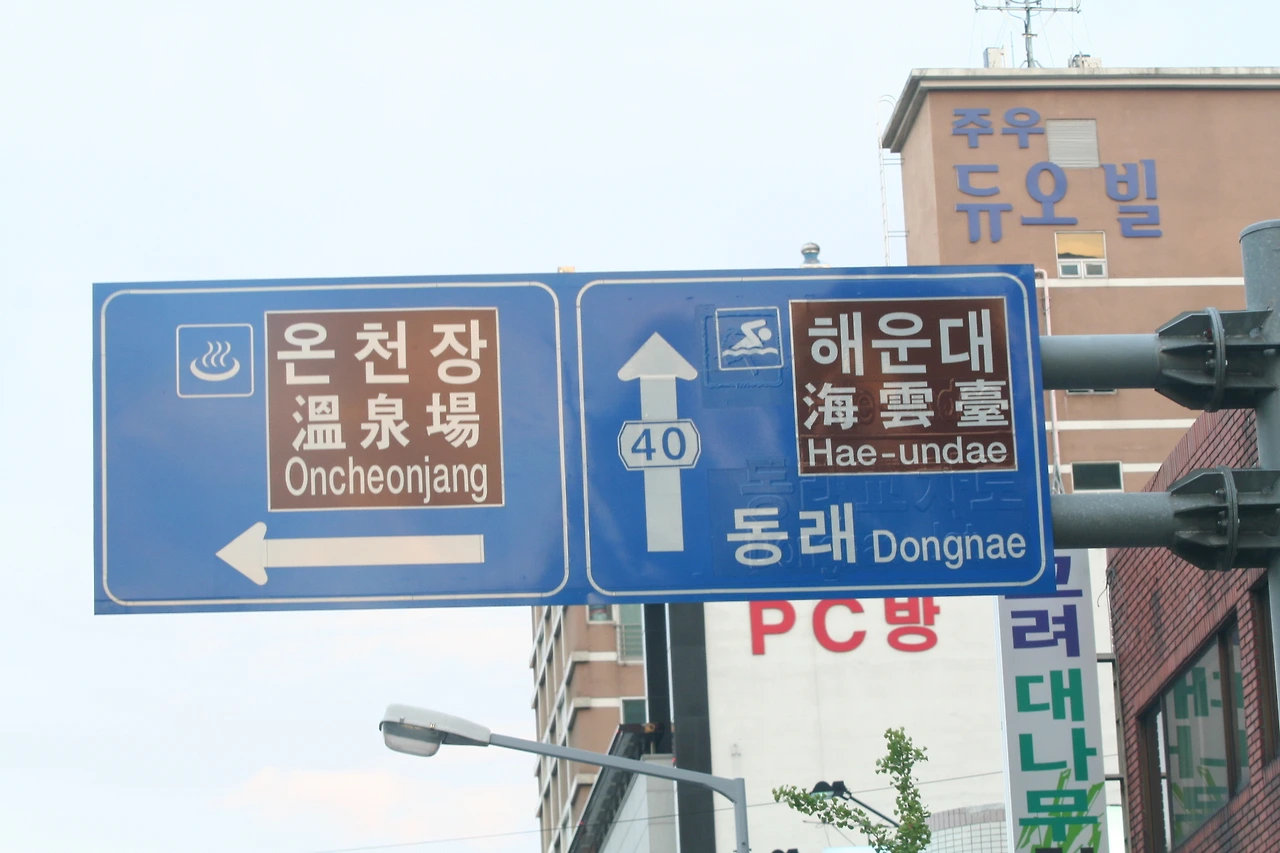 주우
듀오빌
온천장
溫泉場
Oncheonjang
40
해운대
海雲臺
Hae-undae
동래 Dongnae
PC방
고려
대나무